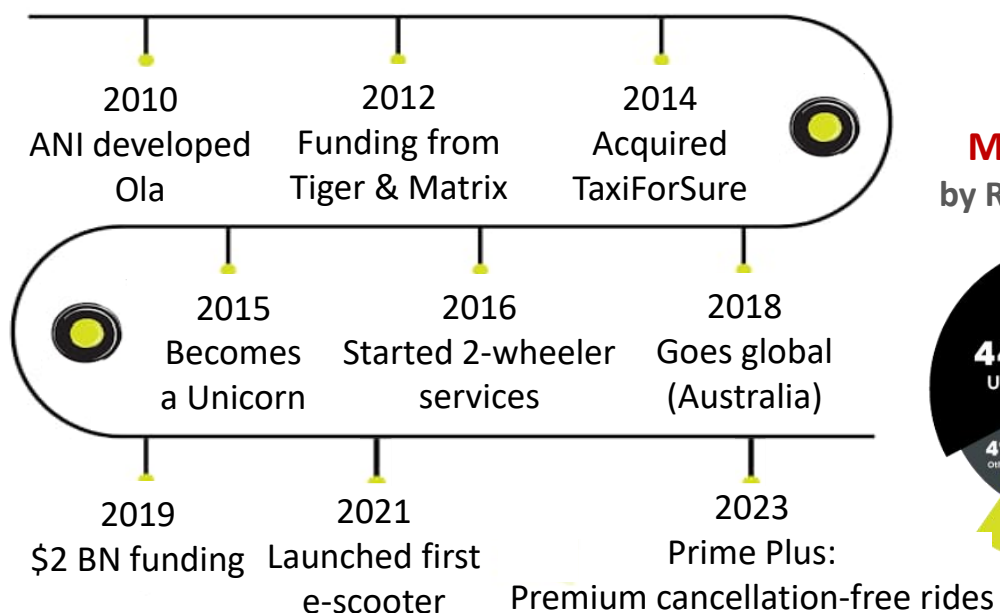 2010
ANI developed
Ola
2012
Funding from
Tiger & Matrix
2014
Acquired
TaxiForSure
2015
Becomes
a Unicorn
2016
Started 2-wheeler
services
2018
Goes global
(Australia)
2019
$2 BN funding
2021
Launched first
e-scooter
2023
Prime Plus:
Premium cancellation-free rides
by